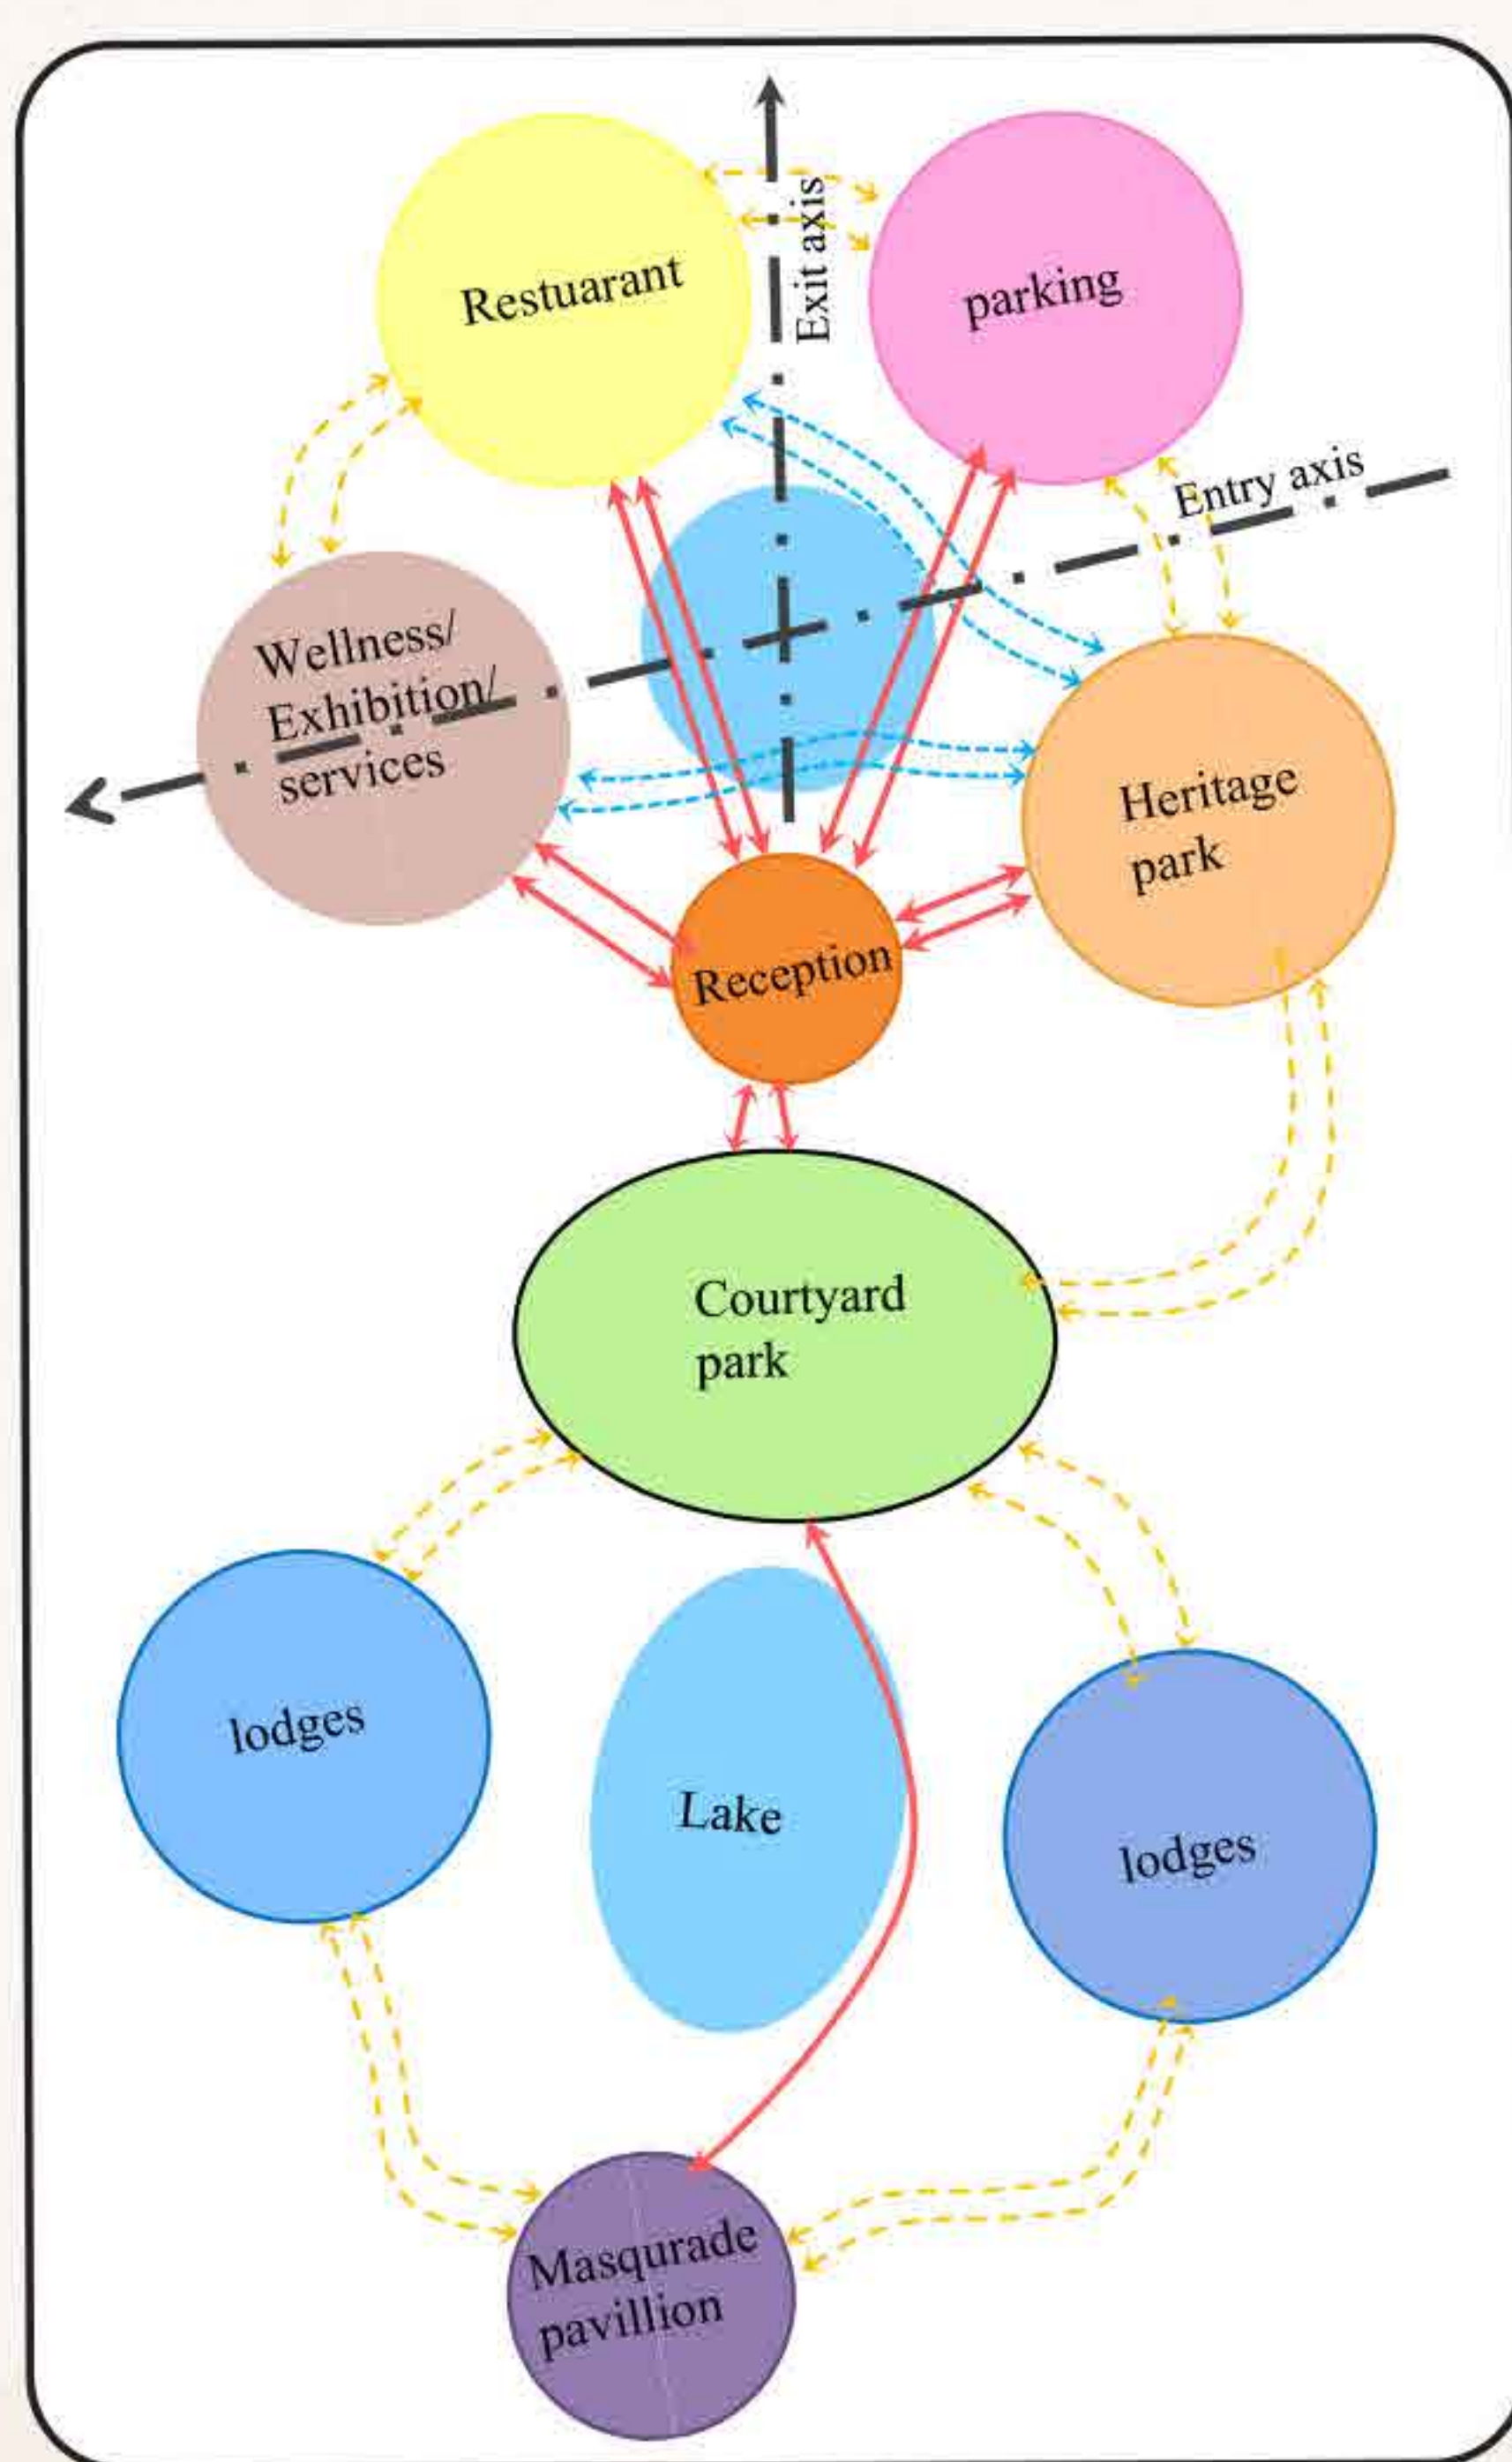 Exit axis
Restuarant
parking
Entry axis
Wellness/
Exhibition/
services
Heritage
park
Reception
Courtyard
park
lodges
Lake
lodges
Masqurade
pavillion